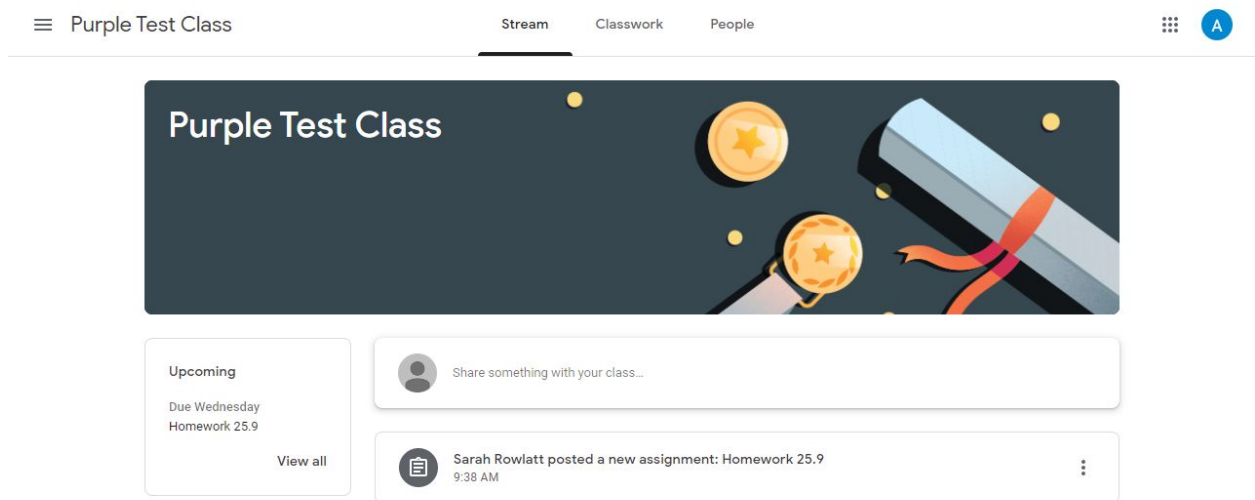 Purple Test Class
Stream Classwork People
A
Purple Test Class
Upcoming
Due Wednesday
Homework 25.9
View all
Share something with your class...
Sarah Rowlatt posted a new assignment: Homework 25.9
9:38 AM